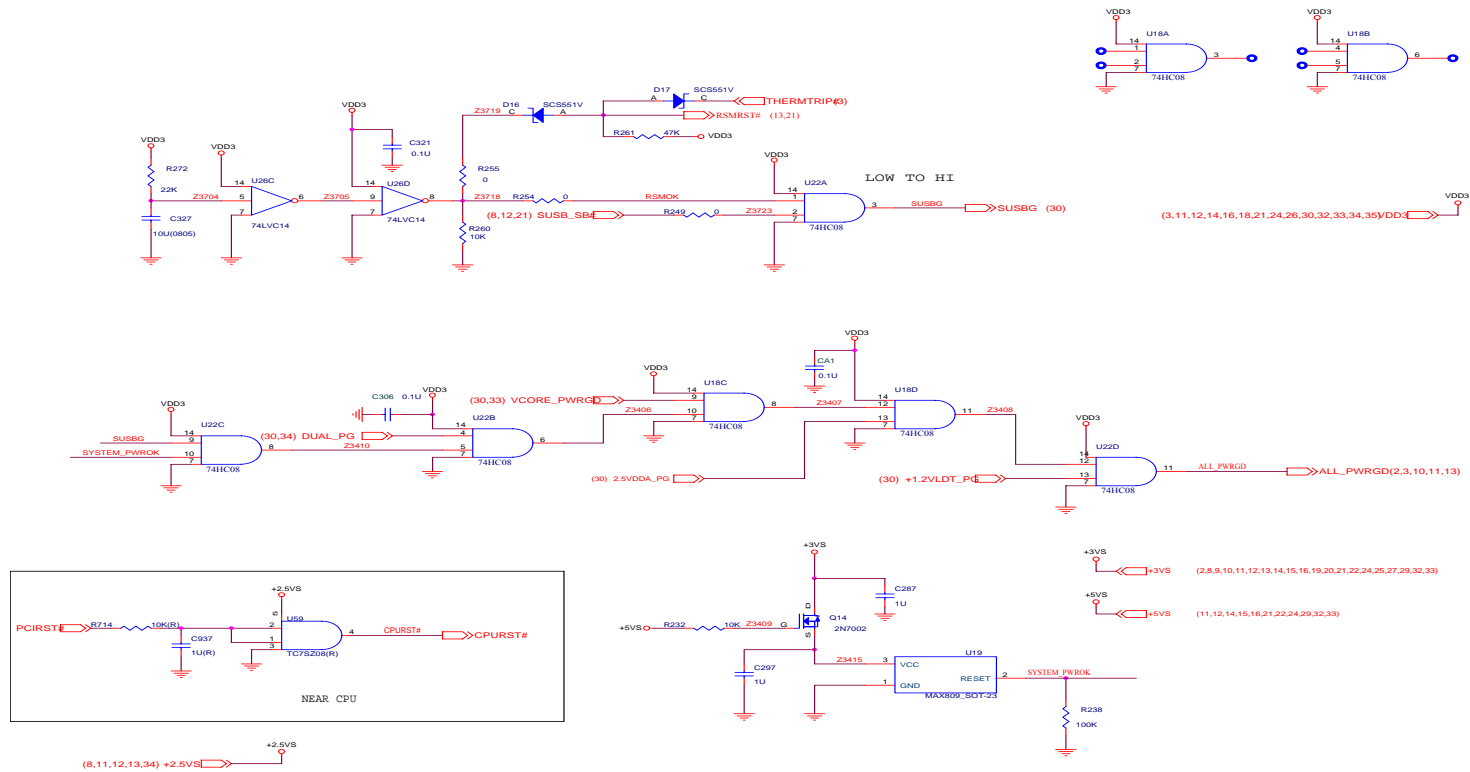 VDD3
U18A
14
1
2
7
3
74HC08
VDD3
U18B
14
4
5
7
6
74HC08
D16
SCS551V
Z3719
C
A
D17
SCS551V
A
C
RSMRST# (13,21)
R261
47K
VDD3
VDD3
C321
0.1U
VDD3
R272
22K
VDD3
U26C
14
Z3704
5
6
7
74LVC14
C327
10U(0805)
Z3705
U26D
14
9
8
7
74LVC14
R255
0
Z3718
R254
0
RSMOK
R260
10K
(8,12,21) SUSB_SB#
R249
0
Z3723
VDD3
U22A
14
1
2
7
3
74HC08
LOW TO HI
SUSBG
SUSBG (30)
(3,11,12,14,16,18,21,24,26,30,32,33,34,35)VDD3
VDD3
VDD3
U22C
14
SUSBG
9
SYSTEM_PWROK
10
7
8
74HC08
C306
0.1U
VDD3
(30,34) DUAL_PG
Z3410
U22B
14
4
5
7
6
74HC08
VDD3
(30,33) VCORE_PWRGD
Z3406
U18C
14
9
10
7
8
74HC08
VDD3
CA1
0.1U
Z3407
U18D
14
12
13
7
11
74HC08
Z3408
(30) 2.5VDDA_PG
(30) +1.2VLDT_PG
VDD3
U22D
14
12
13
7
11
74HC08
ALL_PWRGD
ALL_PWRGD(2,3,10,11,13)
+2.5VS
PCIRST#
R714
10K(R)
C937
1U(R)
5
U59
2
1
3
4
TC7SZ08(R)
CPURST#
CPURST#
NEAR CPU
+3VS
C287
1U
D
Q14
2N7002
G
S
+5VS
R232
10K
Z3409
C297
1U
Z3415
U19
3
VCC
1
GND
RESET
2
MAX809_SOT-23
SYSTEM_PWROK
R238
100K
+3VS
+3VS
(2,8,9,10,11,12,13,14,15,16,19,20,21,22,24,25,27,29,32,33)
+5VS
+5VS
(11,12,14,15,16,21,22,24,29,32,33)
+2.5VS
(8,11,12,13,34) +2.5VS